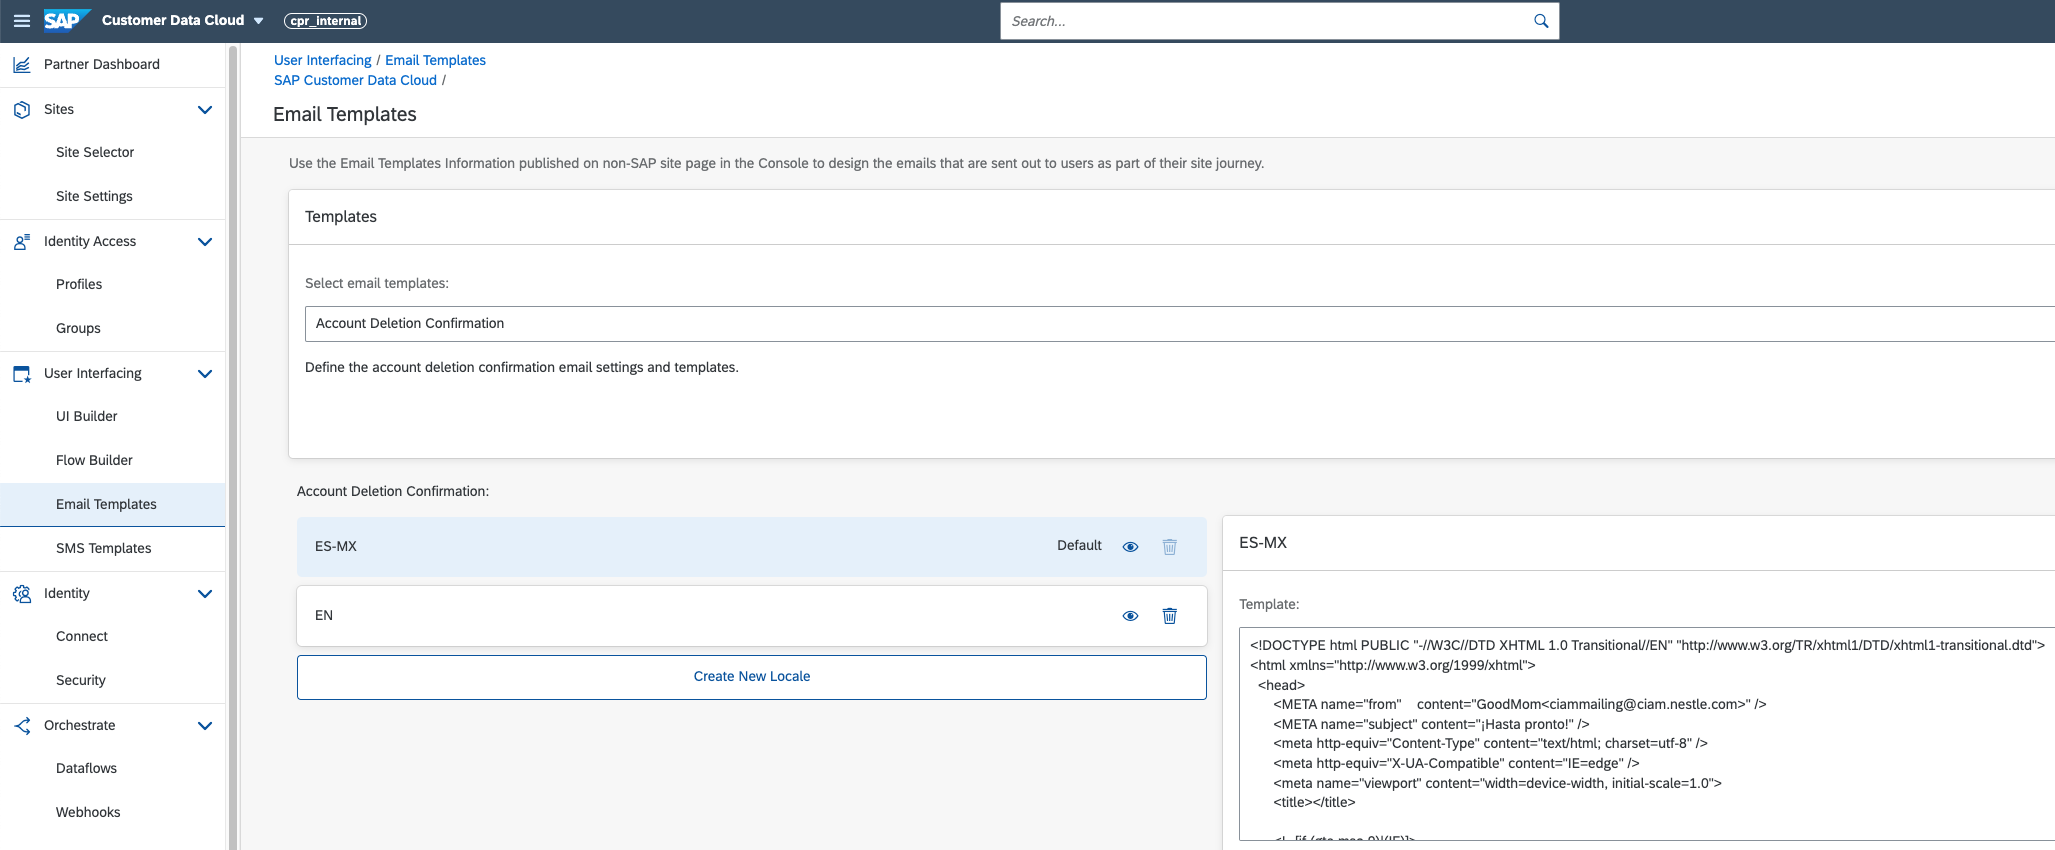 SAP Customer Data Cloud cpr_internal Search...
Partner Dashboard
Sites
Site Selector
Site Settings
Identity Access
Profiles
Groups
User Interfacing
UI Builder
Flow Builder
Email Templates
SMS Templates
Identity
Connect
Security
Orchestrate
Dataflows
Webhooks
User Interfacing / Email Templates
SAP Customer Data Cloud /
Email Templates
Use the Email Templates Information published on non-SAP site page in the Console to design the emails that are sent out to users as part of their site journey.
Templates
Select email templates:
Account Deletion Confirmation
Define the account deletion confirmation email settings and templates.
Account Deletion Confirmation:
ES-MX Default
EN
Create New Locale
ES-MX
Template:
<!DOCTYPE html PUBLIC "-//W3C//DTD XHTML 1.0 Transitional//EN" "http://www.w3.org/TR/xhtml1/DTD/xhtml1-transitional.dtd">
<html xmlns="http://www.w3.org/1999/xhtml">
<head>
<META name="from" content="GoodMom<ciammailing@ciam.nestle.com>" />
<META name="subject" content="¡Hasta pronto!" />
<meta http-equiv="Content-Type" content="text/html; charset=utf-8" />
<meta http-equiv="X-UA-Compatible" content="IE=edge" />
<meta name="viewport" content="width=device-width, initial-scale=1.0">
<title></title>